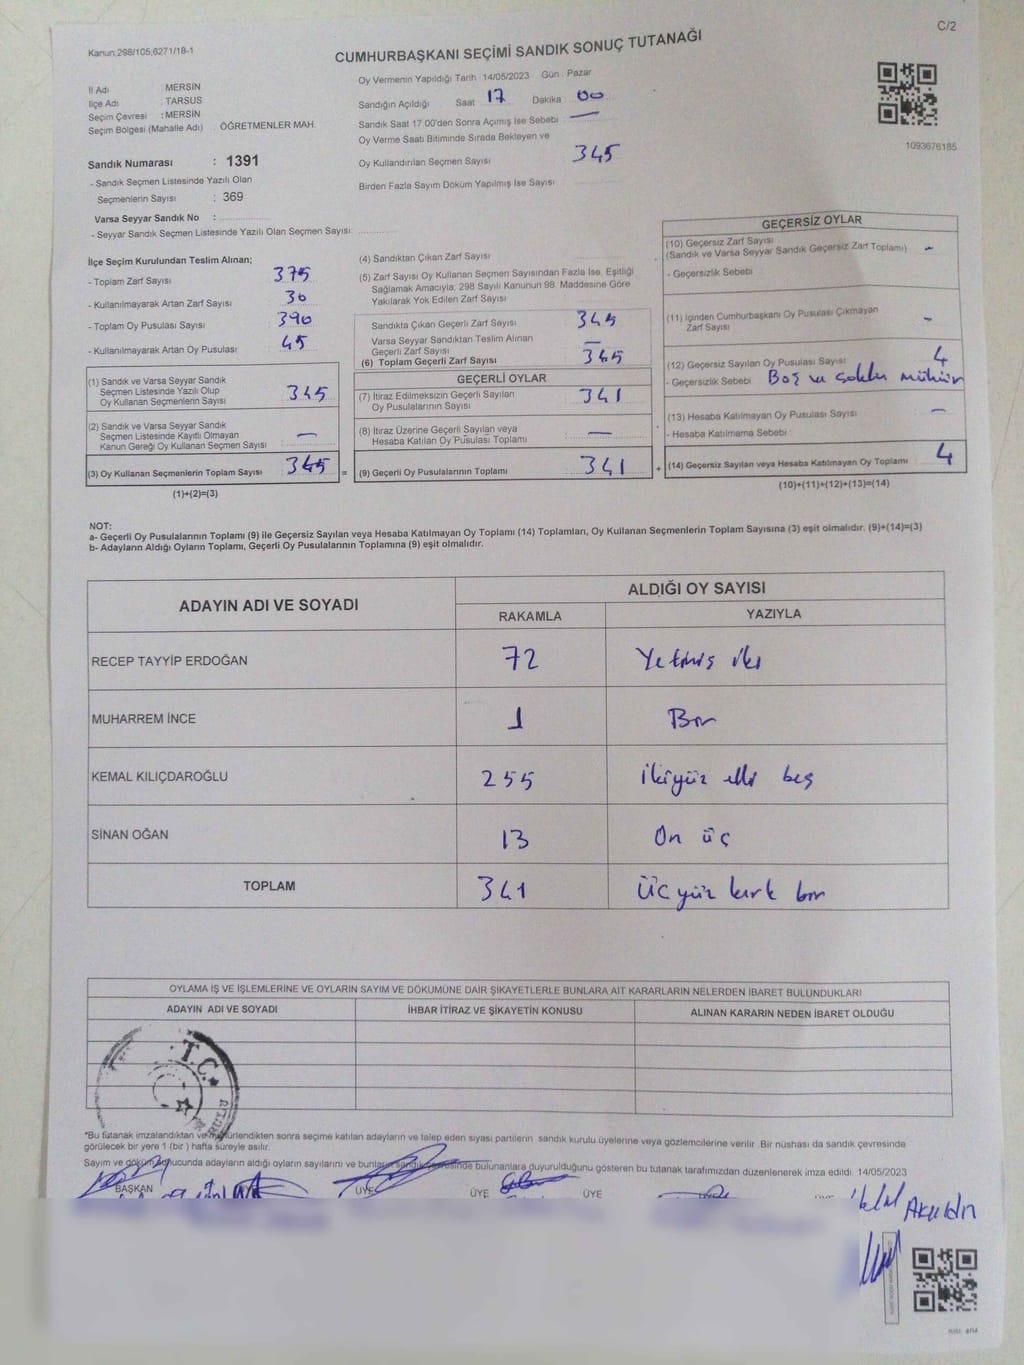 C/2
Kanun:298/105,6271/18-1
CUMHURBAŞKANI SEÇİMİ SANDIK SONUÇ TUTANAĞI
İl Adı MERSİN
İlçe Adı : TARSUS
Seçim Çevresi : MERSİN
Seçim Bölgesi (Mahalle Adı) : ÖĞRETMENLER MAH.
Sandık Numarası : 1391
- Sandık Seçmen Listesinde Yazılı Olan
Seçmenlerin Sayısı : 369
Varsa Seyyar Sandık No :
- Seyyar Sandık Seçmen Listesinde Yazılı Olan Seçmen Sayısı:
Oy Vermenin Yapıldığı Tarih 14/05/2023 Gün : Pazar
Sandığın Açıldığı Saat 17 Dakika 00
Sandık Saat 17.00'den Sonra Açımış İse Sebebi : —
Oy Verme Saati Bitiminde Sırada Bekleyen ve
Oy Kullandırılan Seçmen Sayısı 345
Birden Fazla Sayım Döküm Yapılmış İse Sayısı
1093676185
İlçe Seçim Kurulundan Teslim Alınan;
- Toplam Zarf Sayısı 375
- Kullanılmayarak Artan Zarf Sayısı 30
- Toplam Oy Pusulası Sayısı 390
- Kullanılmayarak Artan Oy Pusulası 45
(1) Sandık ve Varsa Seyyar Sandık
Seçmen Listesinde Yazılı Olup
Oy Kullanan Seçmenlerin Sayısı 345
(2) Sandık ve Varsa Seyyar Sandık
Seçmen Listesinde Kayıtlı Olmayan
Kanun Gereği Oy Kullanan Seçmen Sayısı —
(3) Oy Kullanan Seçmenlerin Toplam Sayısı 345 =
(1)+(2)=(3)
(4) Sandıktan Çıkan Zarf Sayısı
(5) Zarf Sayısı Oy Kullanan Seçmen Sayısından Fazla İse, Eşitliği
Sağlamak Amacıyla; 298 Sayılı Kanunun 98. Maddesine Göre
Yakılarak Yok Edilen Zarf Sayısı
Sandıkta Çıkan Geçerli Zarf Sayısı 345
Varsa Seyyar Sandıktan Teslim Alınan
Geçerli Zarf Sayısı —
(6) Toplam Geçerli Zarf Sayısı 345
GEÇERLİ OYLAR
(7) İtiraz Edilmeksizin Geçerli Sayılan
Oy Pusulalarının Sayısı 341
(8) İtiraz Üzerine Geçerli Sayılan veya
Hesaba Katılan Oy Pusulası Toplamı —
(9) Geçerli Oy Pusulalarının Toplamı 341 +
GEÇERSİZ OYLAR
(10) Geçersiz Zarf Sayısı
(Sandık ve Varsa Seyyar Sandık Geçersiz Zarf Toplamı) –
- Geçersizlik Sebebi
(11) İçinden Cumhurbaşkanı Oy Pusulası Çıkmayan
Zarf Sayısı –
(12) Geçersiz Sayılan Oy Pusulası Sayısı 4
- Geçersizlik Sebebi Boş ve mühür
(13) Hesaba Katılmayan Oy Pusulası Sayısı –
- Hesaba Katılmama Sebebi :
(14) Geçersiz Sayılan veya Hesaba Katılmayan Oy Toplamı 4
(10)+(11)+(12)+(13)=(14)
NOT:
a- Geçerli Oy Pusulalarının Toplamı (9) ile Geçersiz Sayılan veya Hesaba Katılmayan Oy Toplamı (14) Toplamları, Oy Kullanan Seçmenlerin Toplam Sayısına (3) eşit olmalıdır. (9)+(14)=(3)
b- Adayların Aldığı Oyların Toplamı, Geçerli Oy Pusulalarının Toplamına (9) eşit olmalıdır.
ADAYIN ADI VE SOYADI ALDIĞI OY SAYISI
RAKAMLA YAZIYLA
RECEP TAYYİP ERDOĞAN 72 Yetmiş iki
MUHARREM İNCE 1 Bir
KEMAL KILIÇDAROĞLU 255 İkiyüz elli beş
SİNAN OĞAN 13 On üç
TOPLAM 341 Üçyüz kırk bir
OYLAMA İŞ VE İŞLEMLERİNE VE OYLARIN SAYIM VE DÖKÜMÜNE DAİR ŞİKAYETLERLE BUNLARA AİT KARARLARIN NELERDEN İBARET BULUNDUKLARI
ADAYIN ADI VE SOYADI İHBAR İTİRAZ VE ŞİKAYETİN KONUSU ALINAN KARARIN NEDEN İBARET OLDUĞU
T.C.
*Bu tutanak imzalandıktan ve mühürlendikten sonra seçime katılan adayların ve talep eden siyasi partilerin sandık kurulu üyelerine veya gözlemcilerine verilir. Bir nüshası da sandık çevresinde
görülecek bir yere 1 (bir ) hafta süreyle asılır.
Sayım ve döküm sonucunda adayların aldığı oyların sayılarını ve bunların sandık çevresinde bulunanlara duyurulduğunu gösteren bu tutanak tarafımızdan düzenlenerek imza edildi. 14/05/2023
BAŞKAN ÜYE ÜYE ÜYE